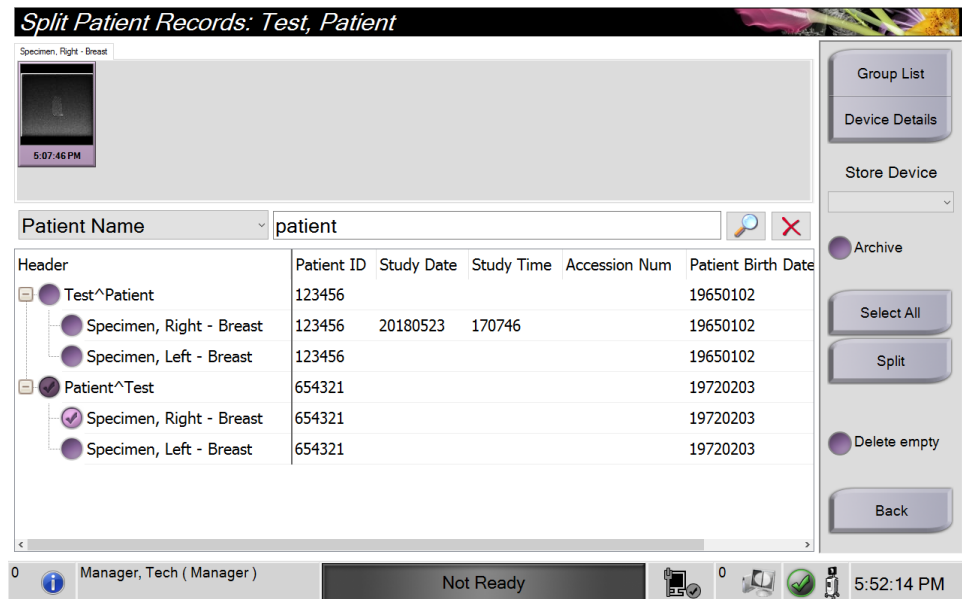 Split Patient Records: Test, Patient
Specimen, Right - Breast
5:07:46 PM
Group List
Device Details
Store Device
Archive
Select All
Split
Delete empty
Back
Patient Name patient
Header Patient ID Study Date Study Time Accession Num Patient Birth Date
Test^Patient 123456 19650102
Specimen, Right - Breast 123456 20180523 170746 19650102
Specimen, Left - Breast 123456 19650102
Patient^Test 654321 19720203
Specimen, Right - Breast 654321 19720203
Specimen, Left - Breast 654321 19720203
0 Manager, Tech ( Manager ) Not Ready 0 5:52:14 PM